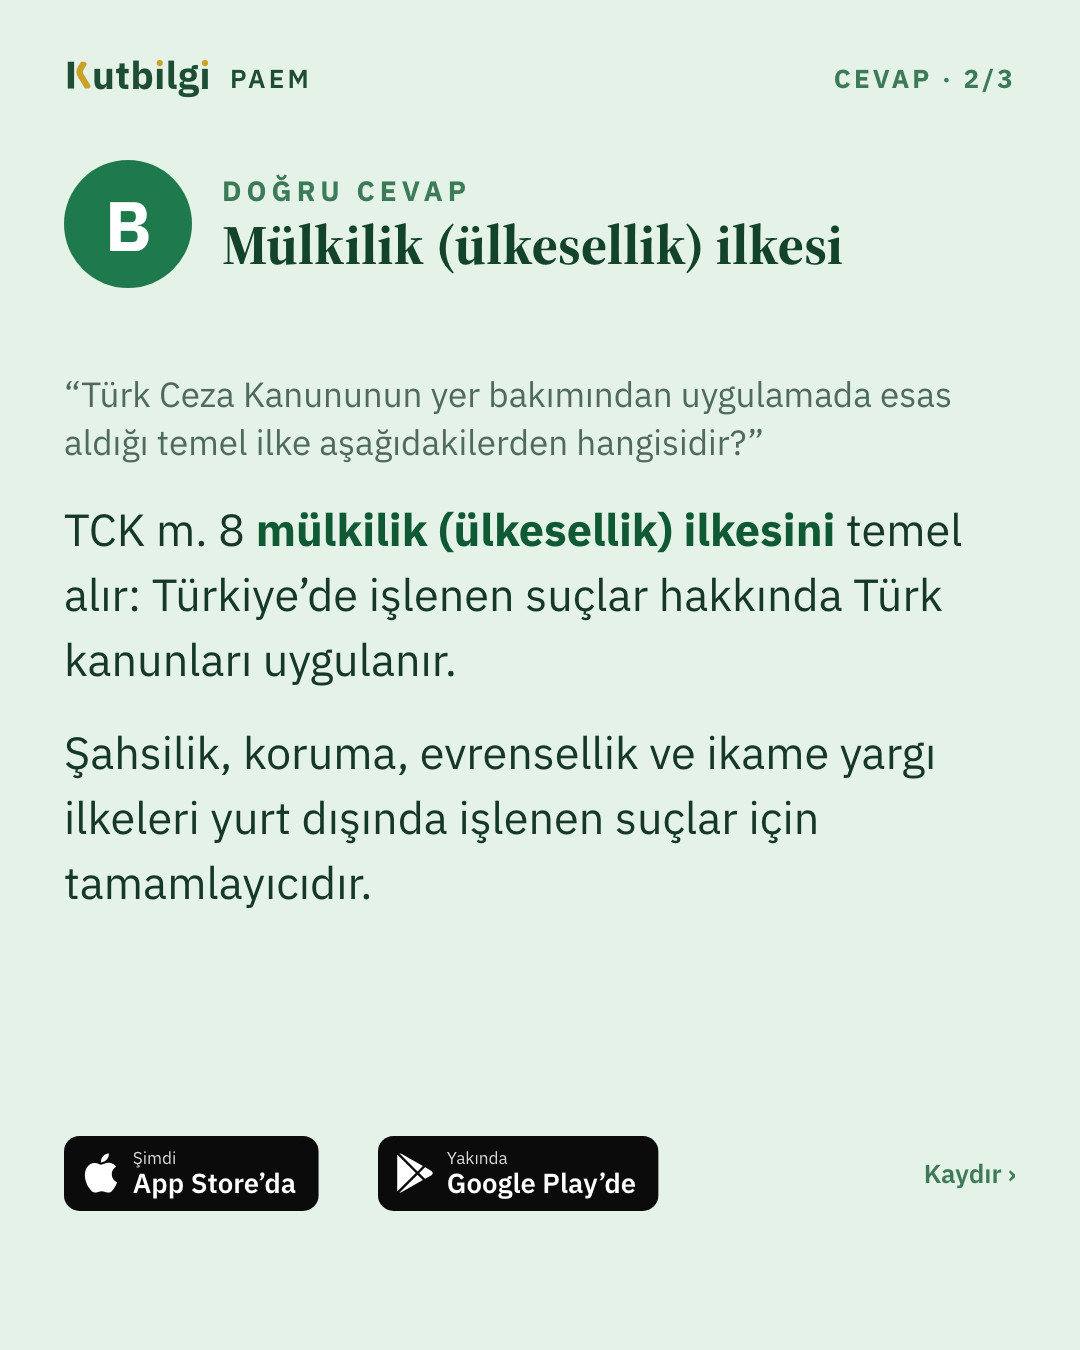 Kutbilgi PAEM
CEVAP · 2/3
B
DOĞRU CEVAP
Mülkilik (ülkesellik) ilkesi
“Türk Ceza Kanununun yer bakımından uygulamada esas
aldığı temel ilke aşağıdakilerden hangisidir?”
TCK m. 8 mülkilik (ülkesellik) ilkesini temel
alır: Türkiye’de işlenen suçlar hakkında Türk
kanunları uygulanır.
Şahsilik, koruma, evrensellik ve ikame yargı
ilkeleri yurt dışında işlenen suçlar için
tamamlayıcıdır.
Şimdi
App Store’da
Yakında
Google Play’de
Kaydır ›